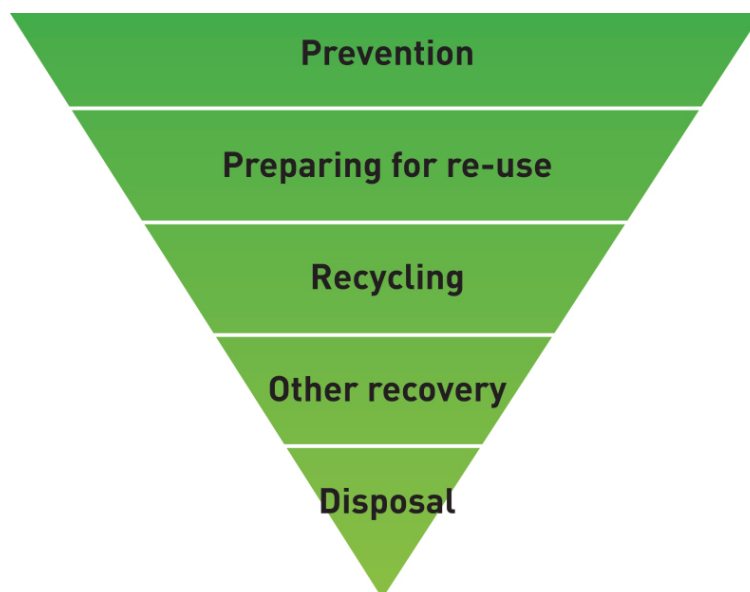 Prevention
Preparing for re-use
Recycling
Other recovery
Disposal